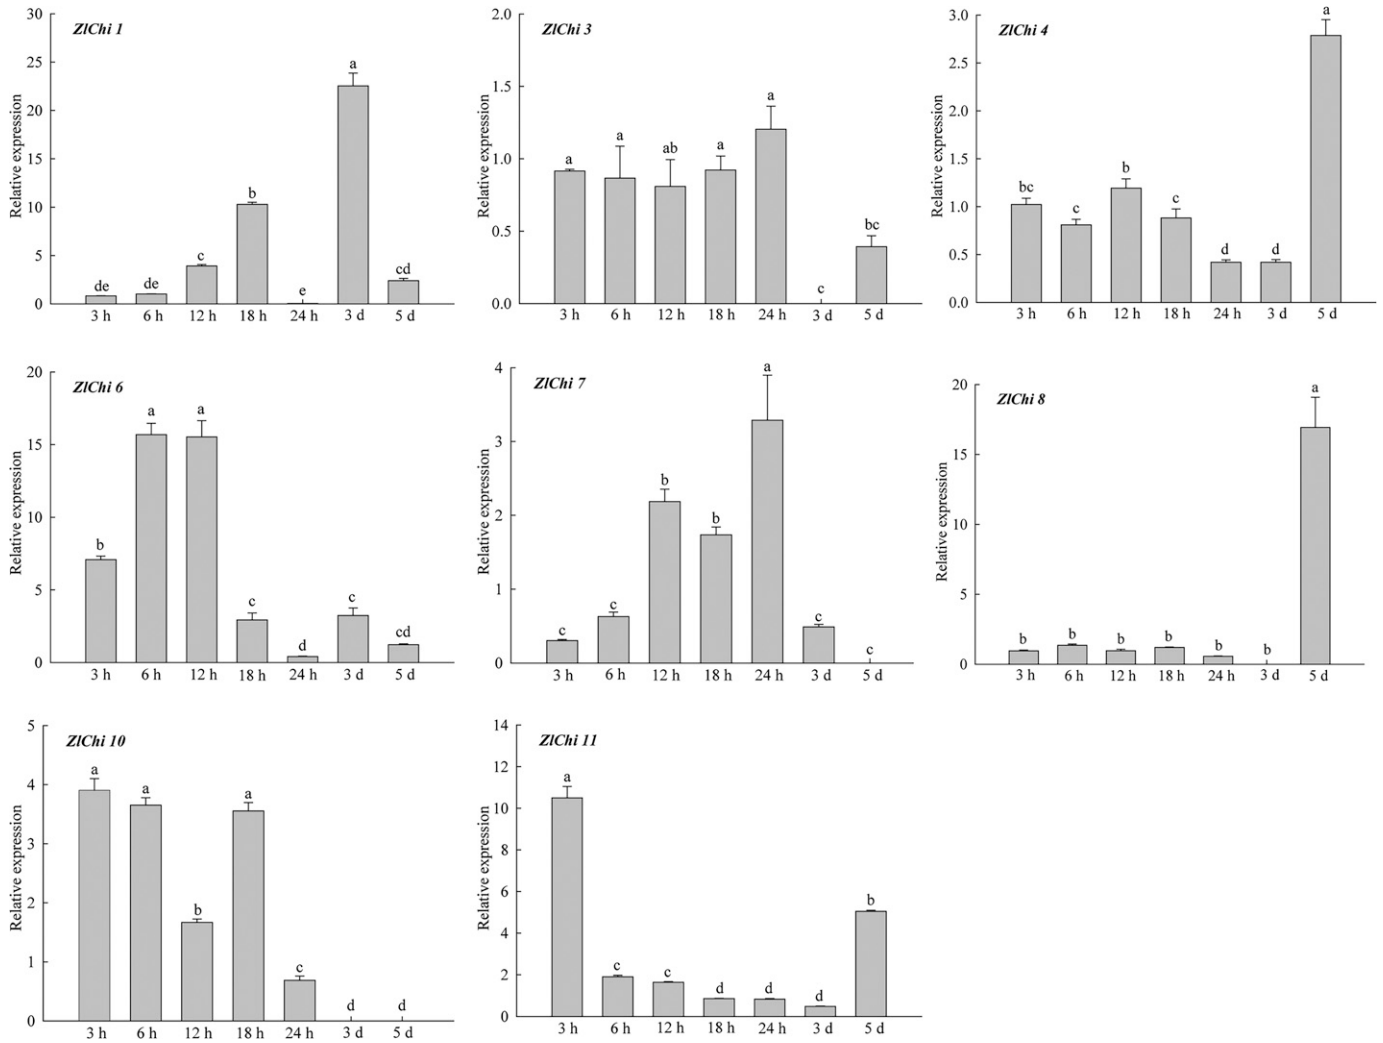 ZlChi 1
Relative expression
30
25
20
15
10
5
0
de
de
c
b
e
a
cd
3 h
6 h
12 h
18 h
24 h
3 d
5 d
ZlChi 3
Relative expression
2.0
1.5
1.0
0.5
0.0
a
a
ab
a
a
c
bc
3 h
6 h
12 h
18 h
24 h
3 d
5 d
ZlChi 4
Relative expression
3.0
2.5
2.0
1.5
1.0
0.5
0.0
bc
c
b
c
d
d
a
3 h
6 h
12 h
18 h
24 h
3 d
5 d
ZlChi 6
Relative expression
20
15
10
5
0
b
a
a
c
d
c
cd
3 h
6 h
12 h
18 h
24 h
3 d
5 d
ZlChi 7
Relative expression
4
3
2
1
0
c
c
b
b
a
c
c
3 h
6 h
12 h
18 h
24 h
3 d
5 d
ZlChi 8
Relative expression
20
15
10
5
0
b
b
b
b
b
b
a
3 h
6 h
12 h
18 h
24 h
3 d
5 d
ZlChi 10
Relative expression
5
4
3
2
1
0
a
a
b
a
c
d
d
3 h
6 h
12 h
18 h
24 h
3 d
5 d
ZlChi 11
Relative expression
14
12
10
8
6
4
2
0
a
c
c
d
d
d
b
3 h
6 h
12 h
18 h
24 h
3 d
5 d